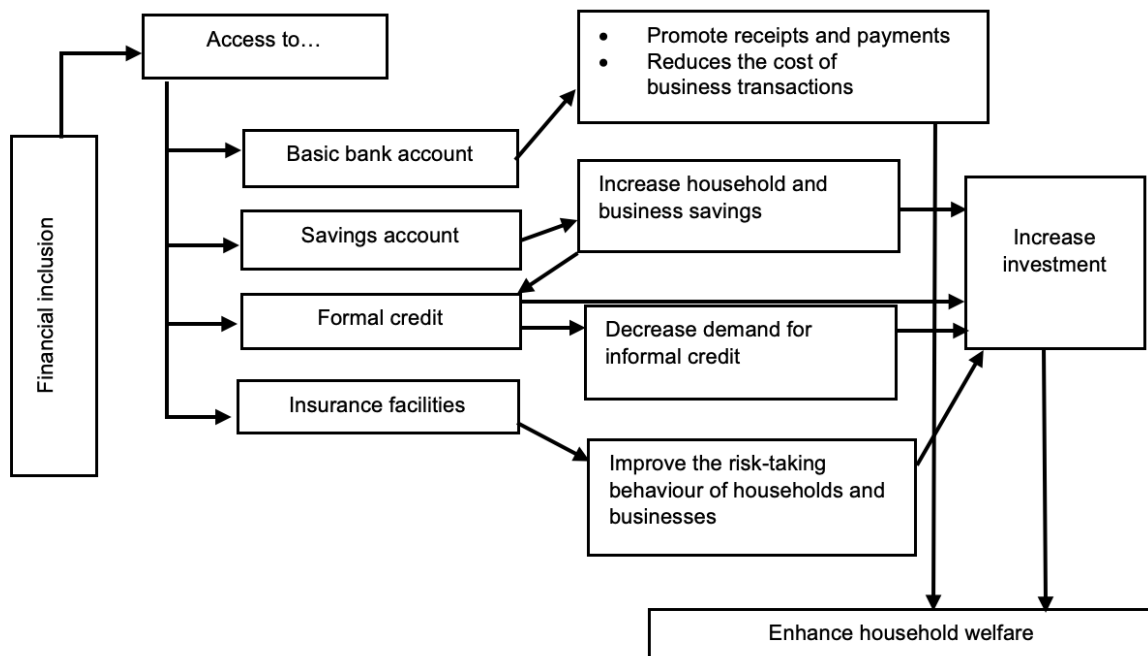 Access to…
• Promote receipts and payments
• Reduces the cost of
business transactions
Financial inclusion
Basic bank account
Increase household and
business savings
Savings account
Increase
investment
Formal credit
Decrease demand for
informal credit
Insurance facilities
Improve the risk-taking
behaviour of households and
businesses
Enhance household welfare